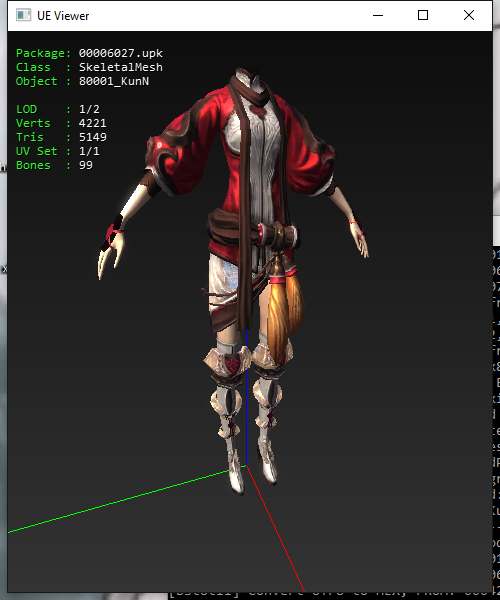 UE Viewer
Package: 00006027.upk
Class : SkeletalMesh
Object : 80001_KunN
LOD : 1/2
Verts : 4221
Tris : 5149
UV Set : 1/1
Bones : 99